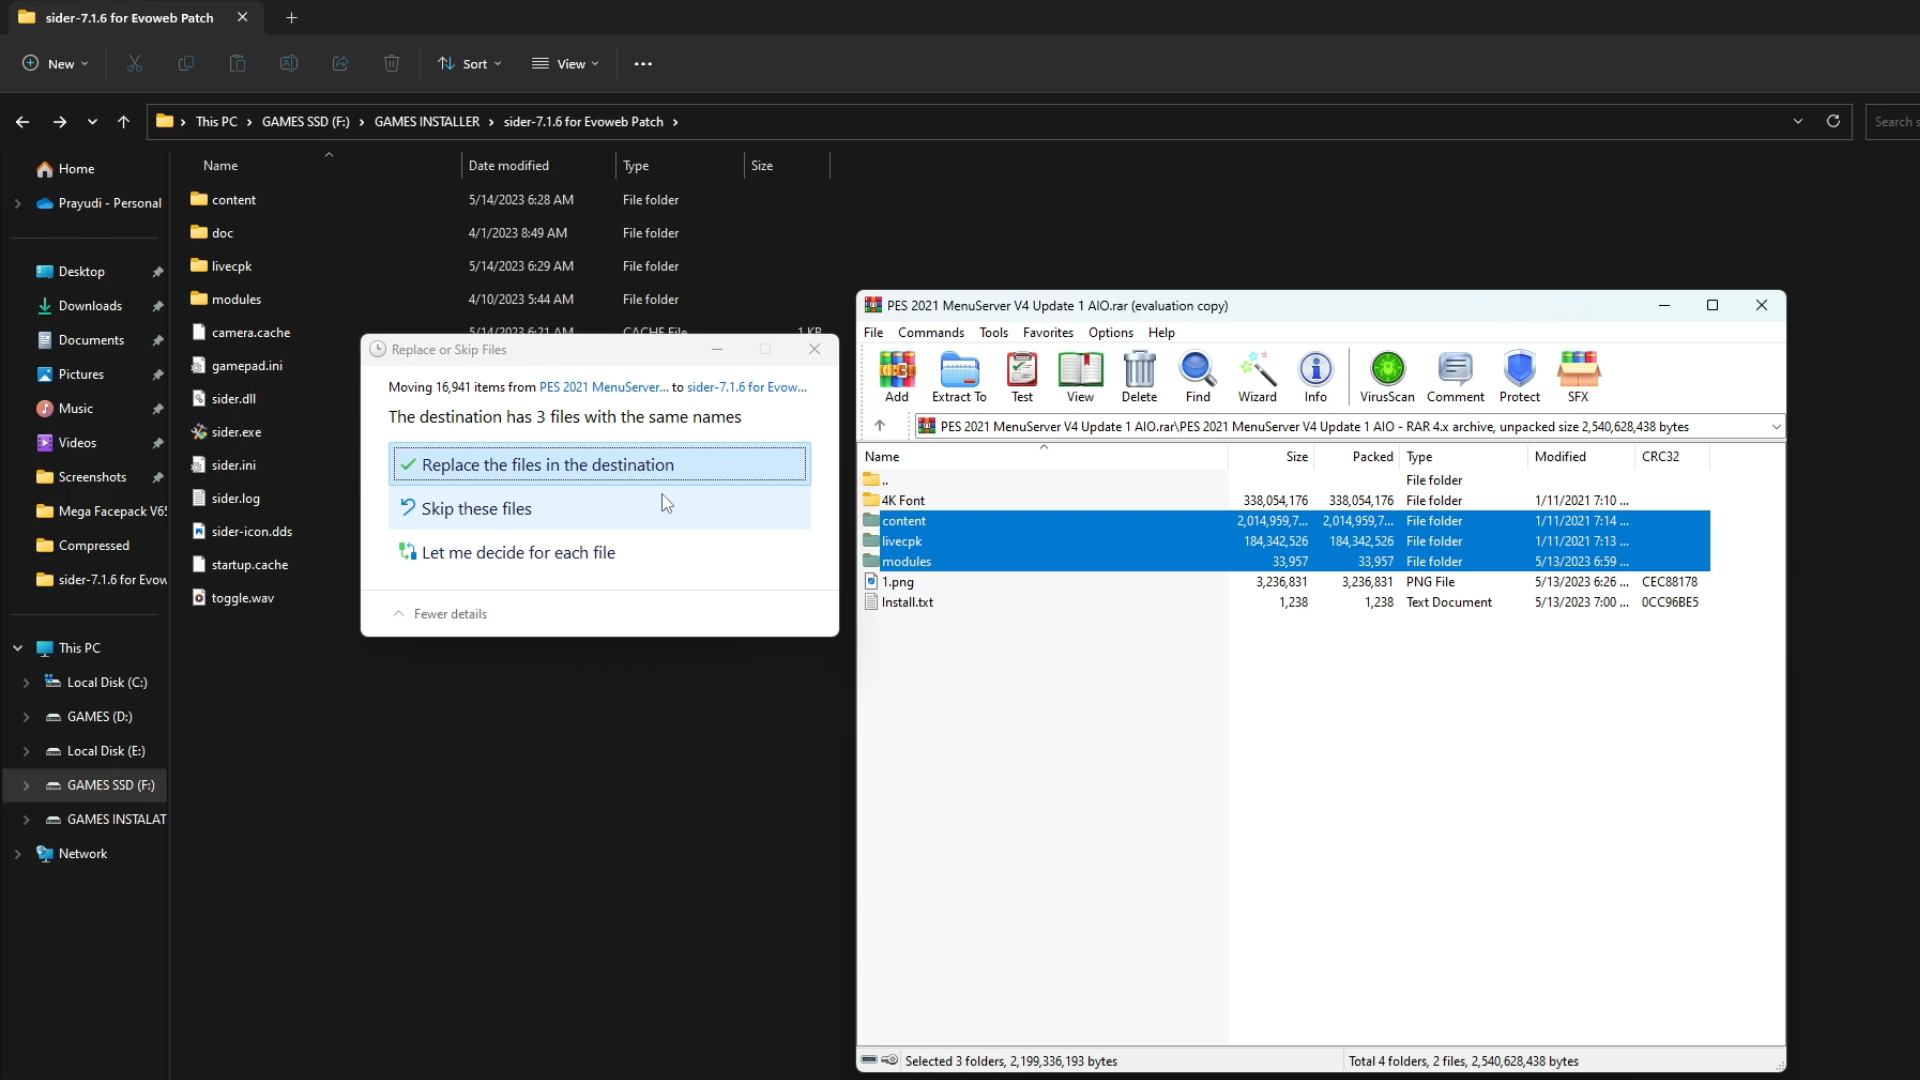 sider-7.1.6 for Evoweb Patch
New
Sort
View
This PC > GAMES SSD (F:) > GAMES INSTALLER > sider-7.1.6 for Evoweb Patch >
Search s
Home
Prayudi - Personal
Desktop
Downloads
Documents
Pictures
Music
Videos
Screenshots
Mega Facepack V65
Compressed
sider-7.1.6 for Evow
This PC
Local Disk (C:)
GAMES (D:)
Local Disk (E:)
GAMES SSD (F:)
GAMES INSTALAT
Network
Name Date modified Type Size
content 5/14/2023 6:28 AM File folder
doc 4/1/2023 8:49 AM File folder
livecpk 5/14/2023 6:29 AM File folder
modules 4/10/2023 5:44 AM File folder
camera.cache 5/14/2023 6:21 AM CACHE File 1 KB
gamepad.ini
sider.dll
sider.exe
sider.ini
sider.log
sider-icon.dds
startup.cache
toggle.wav
Replace or Skip Files
Moving 16,941 items from PES 2021 MenuServer... to sider-7.1.6 for Evow...
The destination has 3 files with the same names
Replace the files in the destination
Skip these files
Let me decide for each file
Fewer details
PES 2021 MenuServer V4 Update 1 AIO.rar (evaluation copy)
File Commands Tools Favorites Options Help
Add Extract To Test View Delete Find Wizard Info VirusScan Comment Protect SFX
PES 2021 MenuServer V4 Update 1 AIO.rar\PES 2021 MenuServer V4 Update 1 AIO - RAR 4.x archive, unpacked size 2,540,628,438 bytes
Name Size Packed Type Modified CRC32
.. File folder
4K Font 338,054,176 338,054,176 File folder 1/11/2021 7:10 ...
content 2,014,959,7... 2,014,959,7... File folder 1/11/2021 7:14 ...
livecpk 184,342,526 184,342,526 File folder 1/11/2021 7:13 ...
modules 33,957 33,957 File folder 5/13/2023 6:59 ...
1.png 3,236,831 3,236,831 PNG File 5/13/2023 6:26 ... CEC88178
Install.txt 1,238 1,238 Text Document 5/13/2023 7:00 ... 0CC96BE5
Selected 3 folders, 2,199,336,193 bytes
Total 4 folders, 2 files, 2,540,628,438 bytes